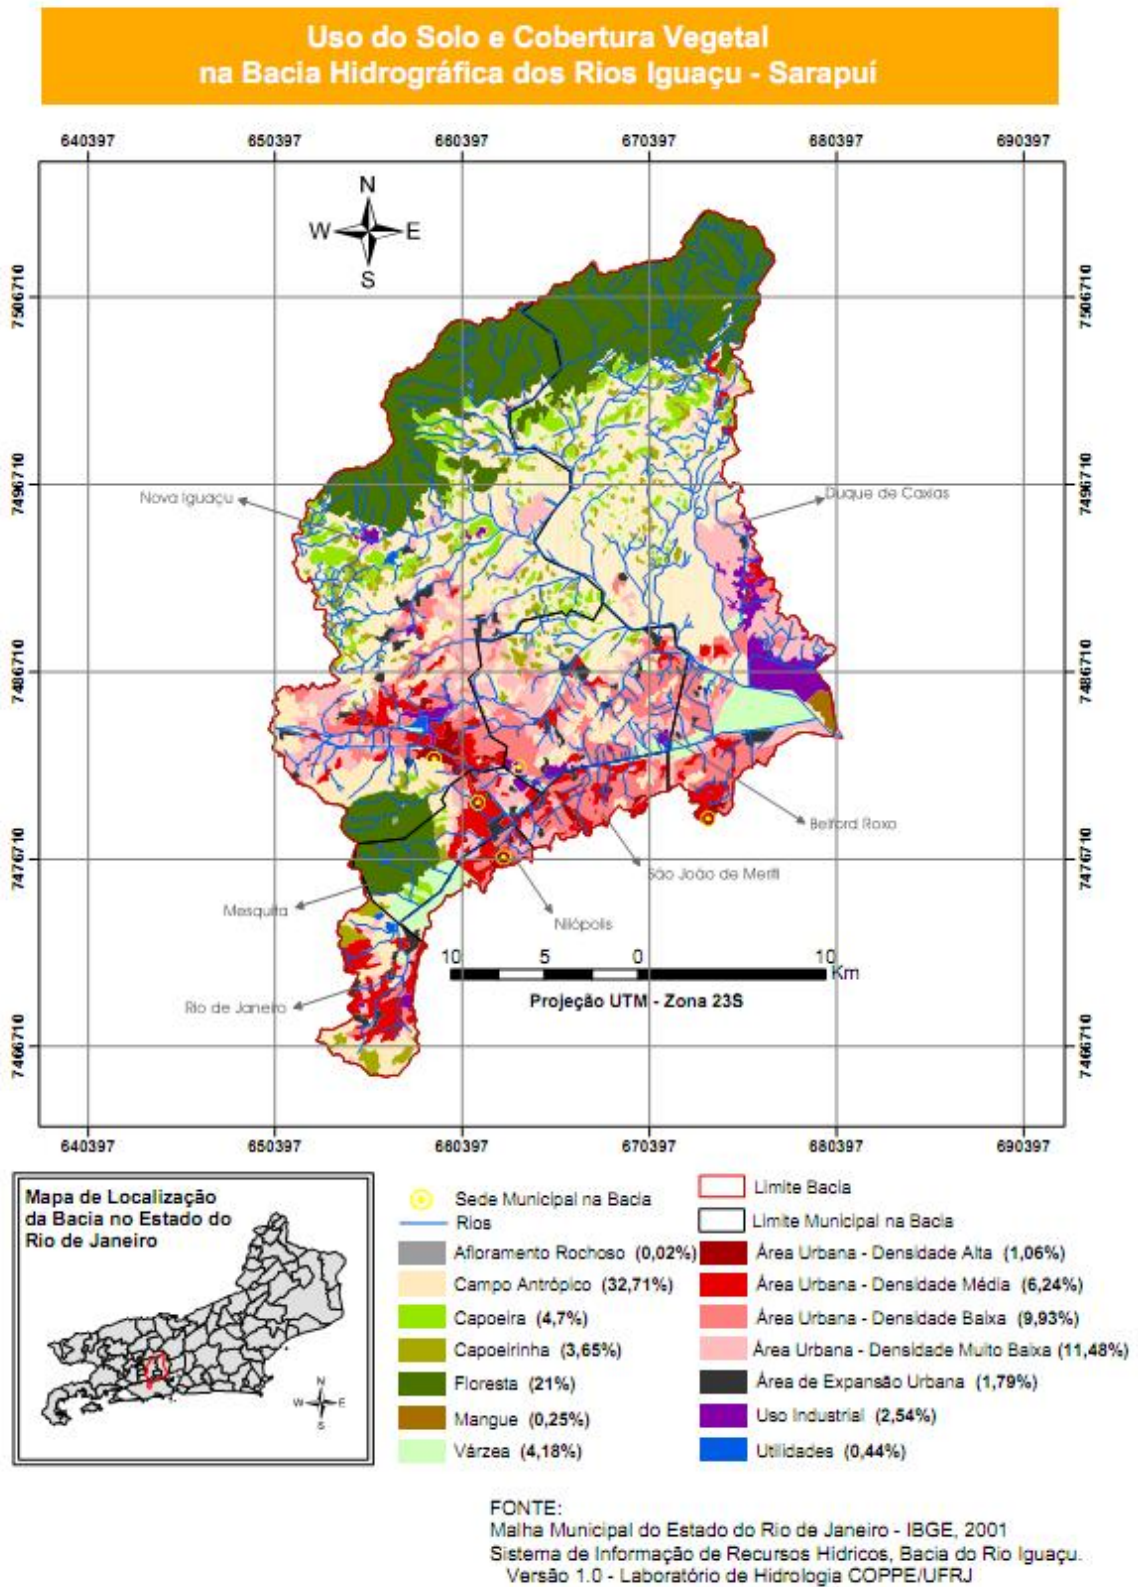 Uso do Solo e Cobertura Vegetal
na Bacia Hidrográfica dos Rios Iguaçu - Sarapuí
640397 650397 660397 670397 680397 690397
N
W E
S
7506710 7506710
7496710 7496710
Nova Iguaçu
Duque de Caxias
7486710 7486710
Belford Roxo
7476710 7476710
São João de Meriti
Mesquita
Nilópolis
10 5 0 10
Km
Projeção UTM - Zona 23S
Rio de Janeiro
7466710 7466710
640397 650397 660397 670397 680397 690397
Mapa de Localização
da Bacia no Estado do
Rio de Janeiro
N
W E
S
Sede Municipal na Bacia
Rios
Afloramento Rochoso (0,02%)
Campo Antrópico (32,71%)
Capoeira (4,7%)
Capoeirinha (3,65%)
Floresta (21%)
Mangue (0,25%)
Várzea (4,18%)
Limite Bacia
Limite Municipal na Bacia
Área Urbana - Densidade Alta (1,06%)
Área Urbana - Densidade Média (6,24%)
Área Urbana - Densidade Baixa (9,93%)
Área Urbana - Densidade Muito Baixa (11,48%)
Área de Expansão Urbana (1,79%)
Uso Industrial (2,54%)
Utilidades (0,44%)
FONTE:
Malha Municipal do Estado do Rio de Janeiro - IBGE, 2001
Sistema de Informação de Recursos Hídricos, Bacia do Rio Iguaçu.
Versão 1.0 - Laboratório de Hidrologia COPPE/UFRJ